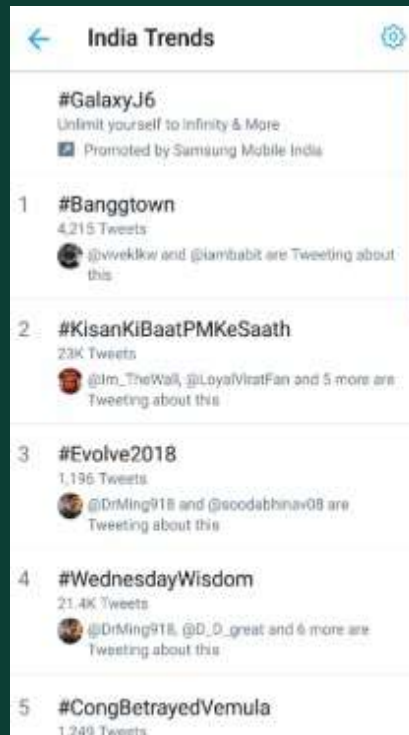 India Trends
#GalaxyJ6
Unlimit yourself to Infinity & More
Promoted by Samsung Mobile India
1 #Banggtown
4,215 Tweets
@viveklkw and @iambabit are Tweeting about
this
2 #KisanKiBaatPMKeSaath
23K Tweets
@Im_TheWall, @LoyalViratFan and 5 more are
Tweeting about this
3 #Evolve2018
1,196 Tweets
@DrMing918 and @soodabhinav08 are
Tweeting about this
4 #WednesdayWisdom
21.4K Tweets
@DrMing918, @D_D_great and 6 more are
Tweeting about this
5 #CongBetrayedVemula
1,249 Tweets